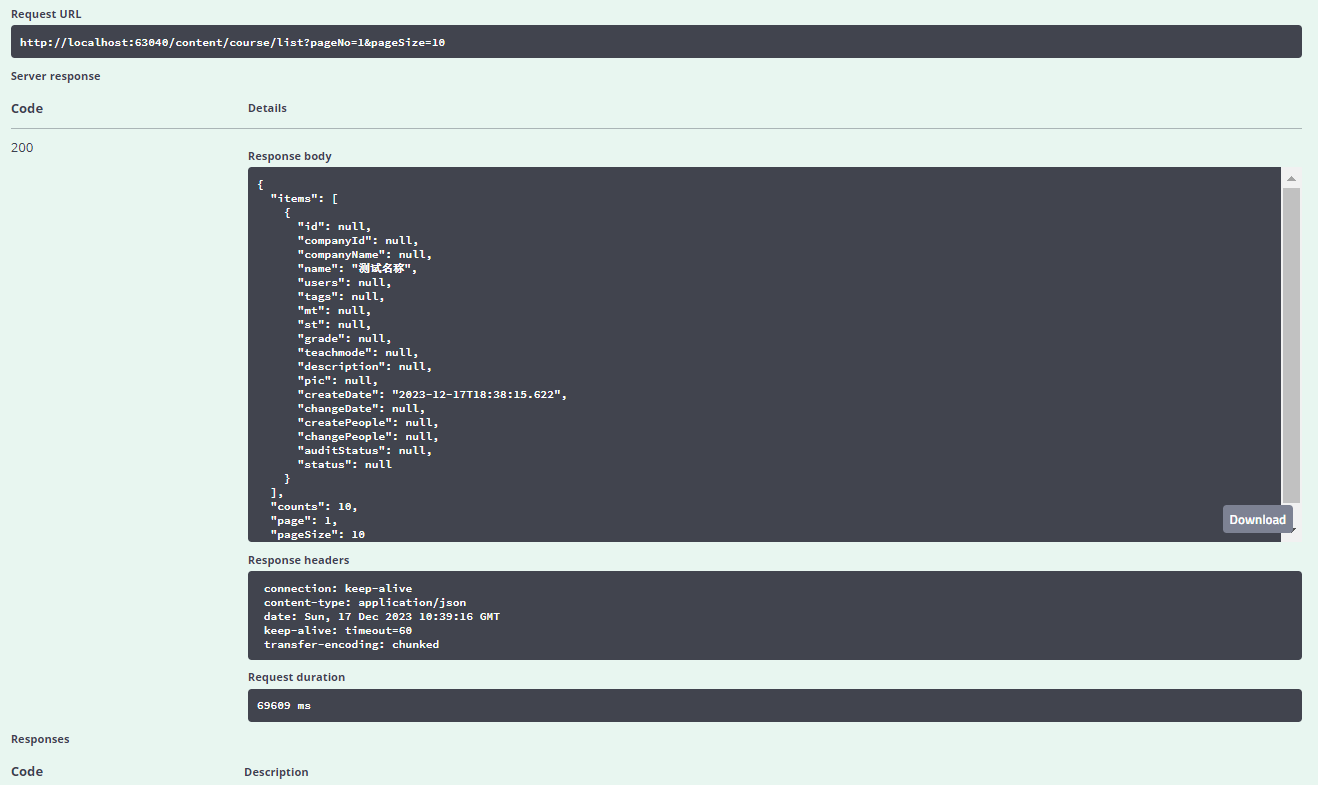 Request URL
http://localhost:63040/content/course/list?pageNo=1&pageSize=10
Server response
Code Details
200
Response body
{
"items": [
{
"id": null,
"companyId": null,
"companyName": null,
"name": "测试名称",
"users": null,
"tags": null,
"mt": null,
"st": null,
"grade": null,
"teachmode": null,
"description": null,
"pic": null,
"createDate": "2023-12-17T18:38:15.622",
"changeDate": null,
"createPeople": null,
"changePeople": null,
"auditStatus": null,
"status": null
}
],
"counts": 10,
"page": 1,
"pageSize": 10
Download
Response headers
connection: keep-alive
content-type: application/json
date: Sun, 17 Dec 2023 10:39:16 GMT
keep-alive: timeout=60
transfer-encoding: chunked
Request duration
69609 ms
Responses
Code Description